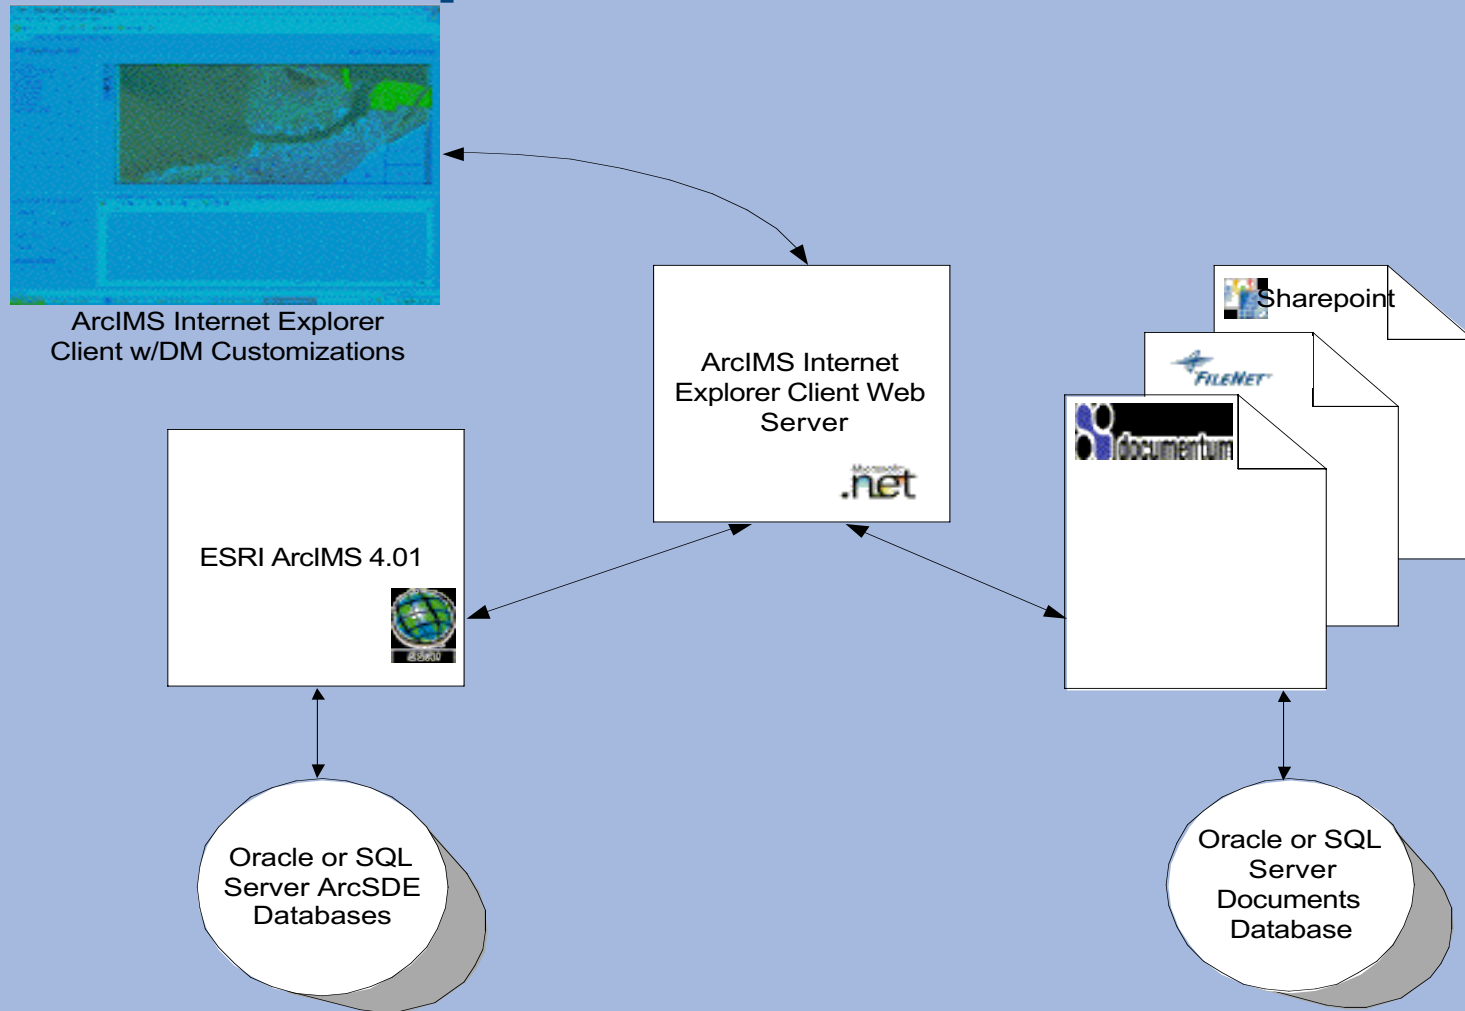 ArcIMS Internet Explorer
Client w/DM Customizations
ArcIMS Internet
Explorer Client Web
Server
Microsoft
.net
Sharepoint
FILENET
documentum
ESRI ArcIMS 4.01
Oracle or SQL
Server ArcSDE
Databases
Oracle or SQL
Server
Documents
Database